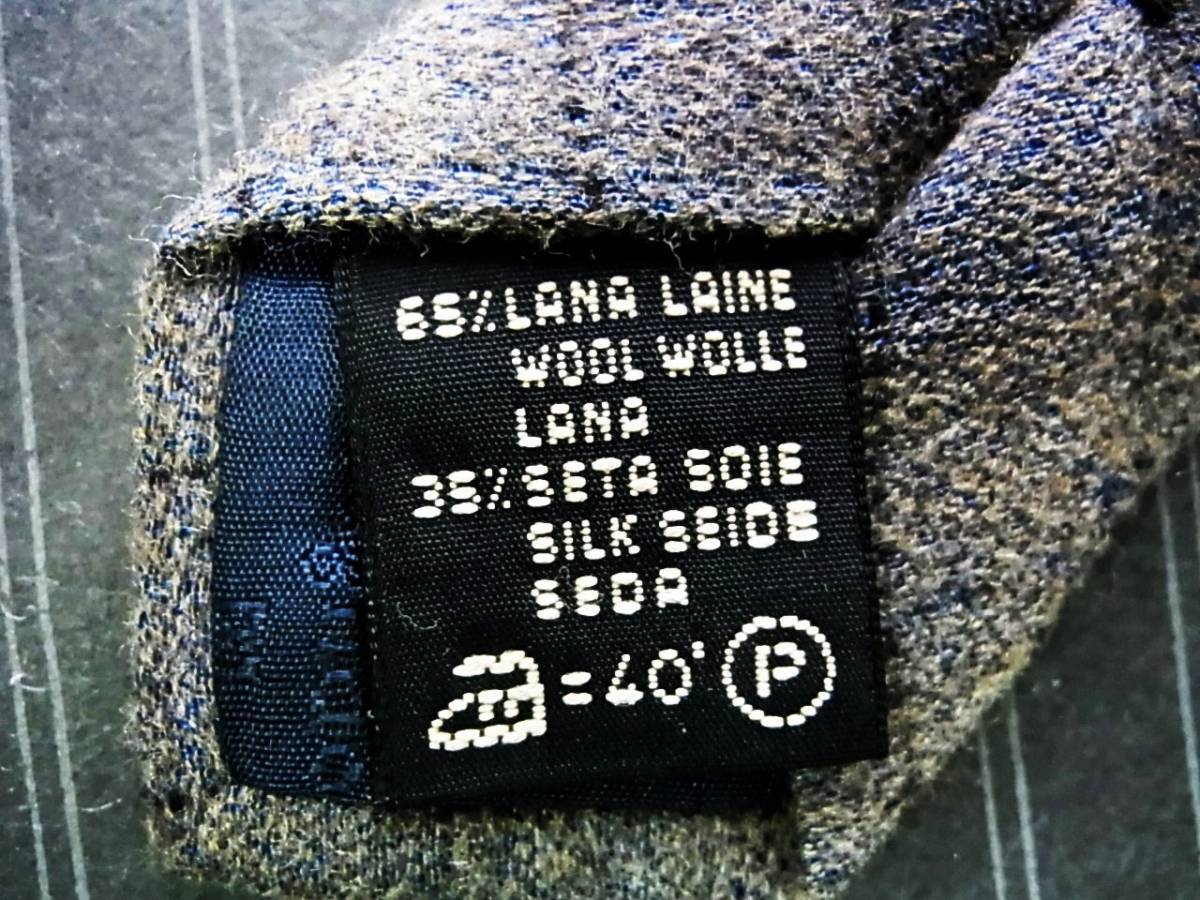 65%LANA LAINE
WOOL WOLLE
LANA
35%SETA SOIE
SILK SEIDE
SEDA
=40° P